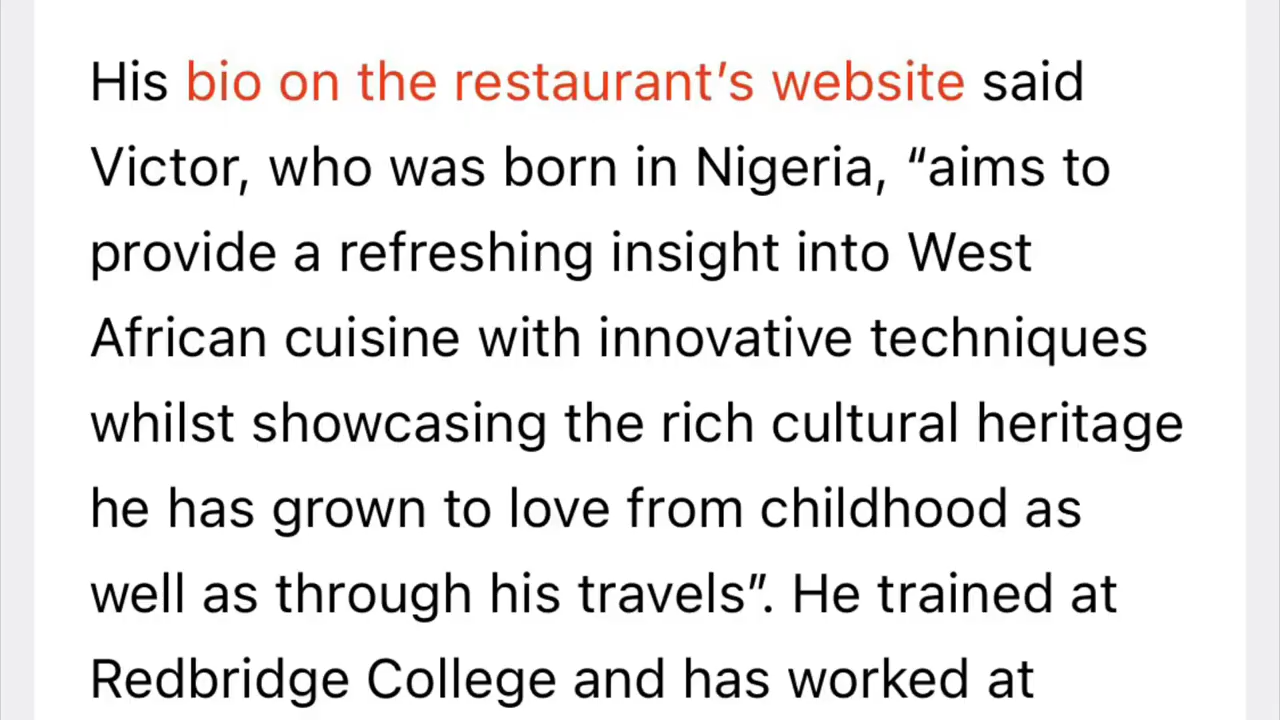 His bio on the restaurant’s website said
Victor, who was born in Nigeria, “aims to
provide a refreshing insight into West
African cuisine with innovative techniques
whilst showcasing the rich cultural heritage
he has grown to love from childhood as
well as through his travels”. He trained at
Redbridge College and has worked at